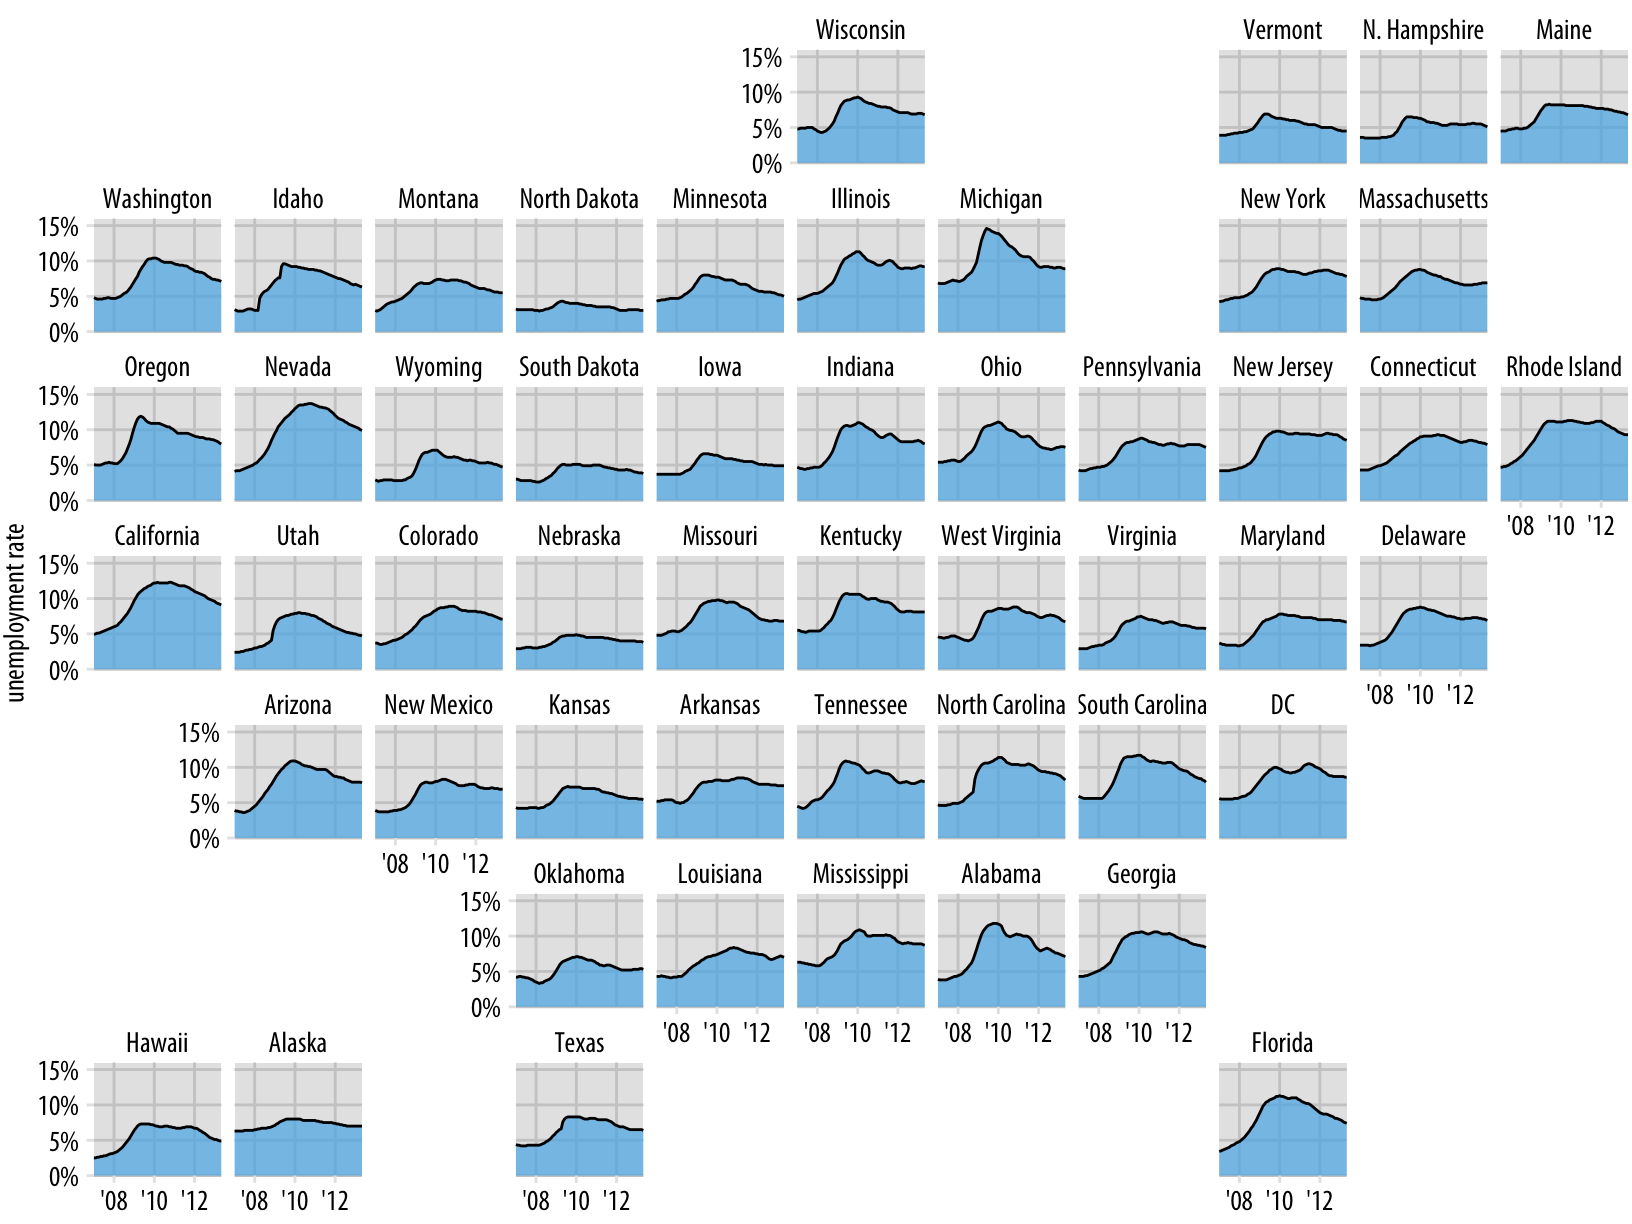 Wisconsin Vermont N. Hampshire Maine
15%
10%
5%
0%
Washington Idaho Montana North Dakota Minnesota Illinois Michigan New York Massachusetts
15%
10%
5%
0%
Oregon Nevada Wyoming South Dakota Iowa Indiana Ohio Pennsylvania New Jersey Connecticut Rhode Island
15%
10%
5%
0%
'08 '10 '12
unemployment rate
California Utah Colorado Nebraska Missouri Kentucky West Virginia Virginia Maryland Delaware
15%
10%
5%
0%
'08 '10 '12
Arizona New Mexico Kansas Arkansas Tennessee North Carolina South Carolina DC
15%
10%
5%
0%
'08 '10 '12
Oklahoma Louisiana Mississippi Alabama Georgia
15%
10%
5%
0%
'08 '10 '12 '08 '10 '12 '08 '10 '12 '08 '10 '12
Hawaii Alaska Texas Florida
15%
10%
5%
0%
'08 '10 '12 '08 '10 '12 '08 '10 '12 '08 '10 '12